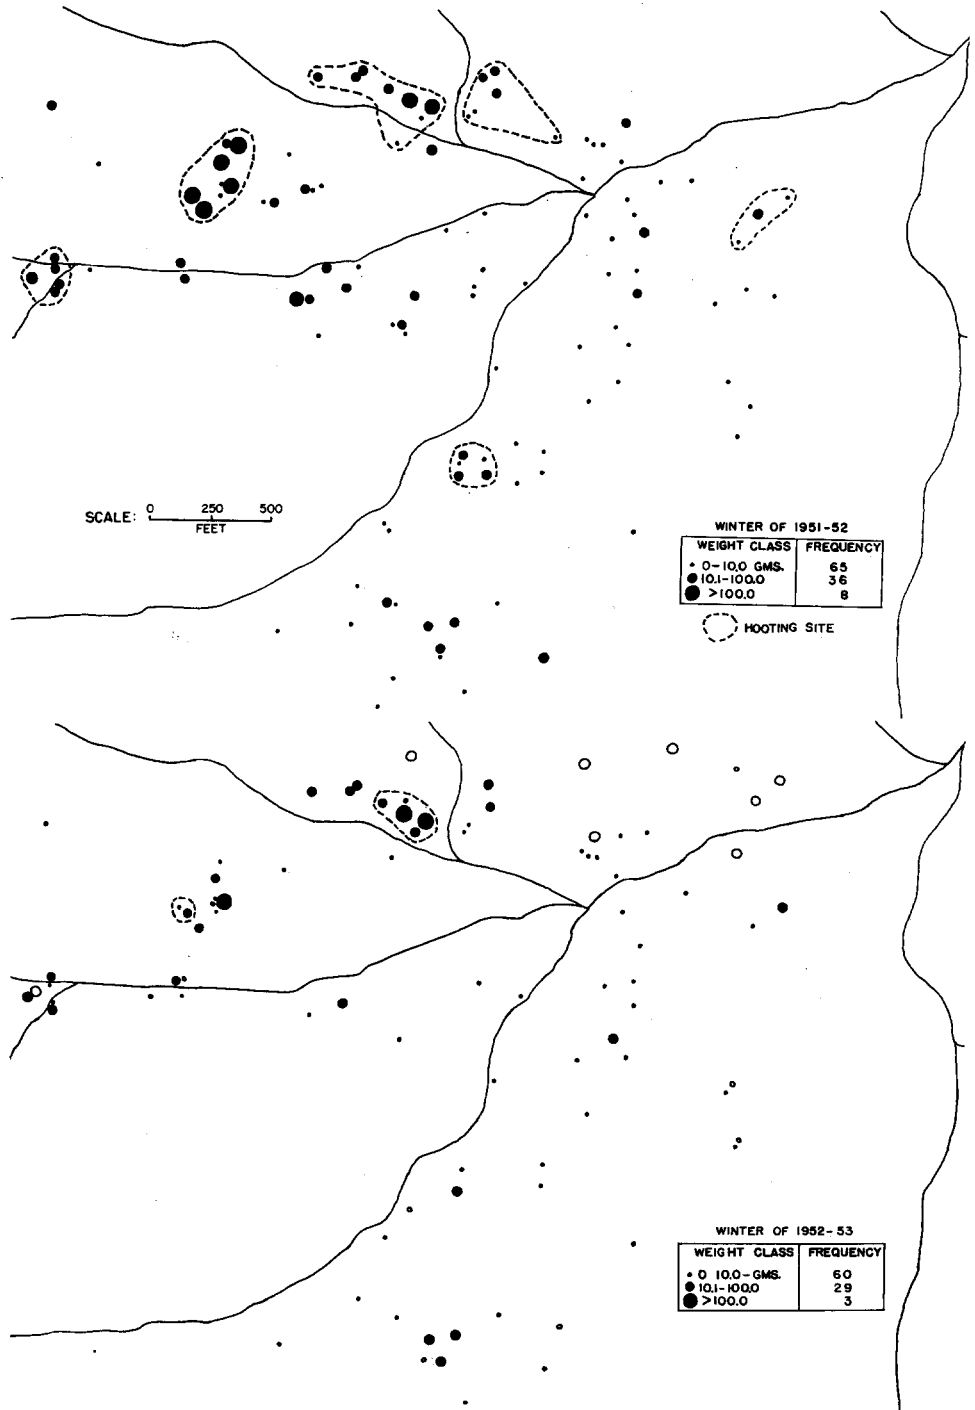 SCALE: 0 250 500
FEET
WINTER OF 1951-52
WEIGHT CLASS FREQUENCY
• 0-10.0 GMS. 65
● 10.1-100.0 36
● >100.0 8
HOOTING SITE
WINTER OF 1952-53
WEIGHT CLASS FREQUENCY
• 0 10.0-GMS. 60
● 10.1-100.0 29
● >100.0 3